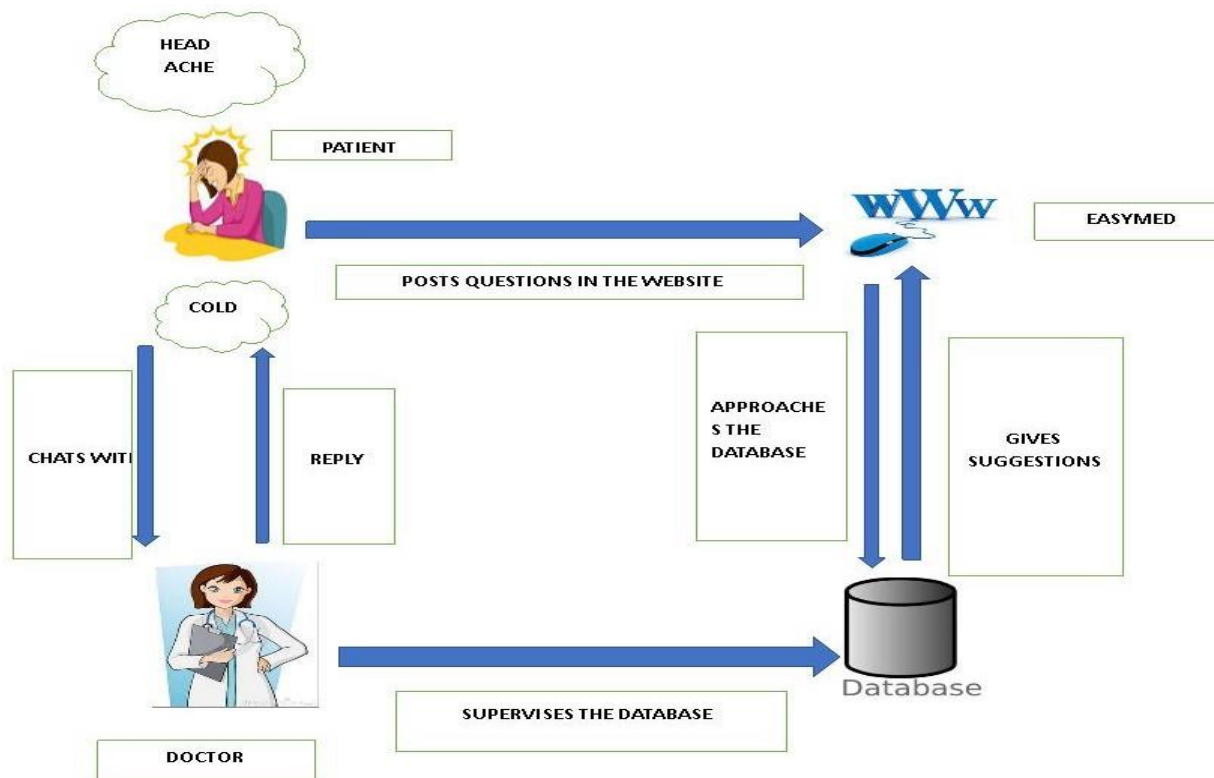 HEAD
ACHE
PATIENT
wWw
EASYMED
POSTS QUESTIONS IN THE WEBSITE
COLD
CHATS WITH
REPLY
APPROACHE
S THE
DATABASE
GIVES
SUGGESTIONS
Database
SUPERVISES THE DATABASE
DOCTOR